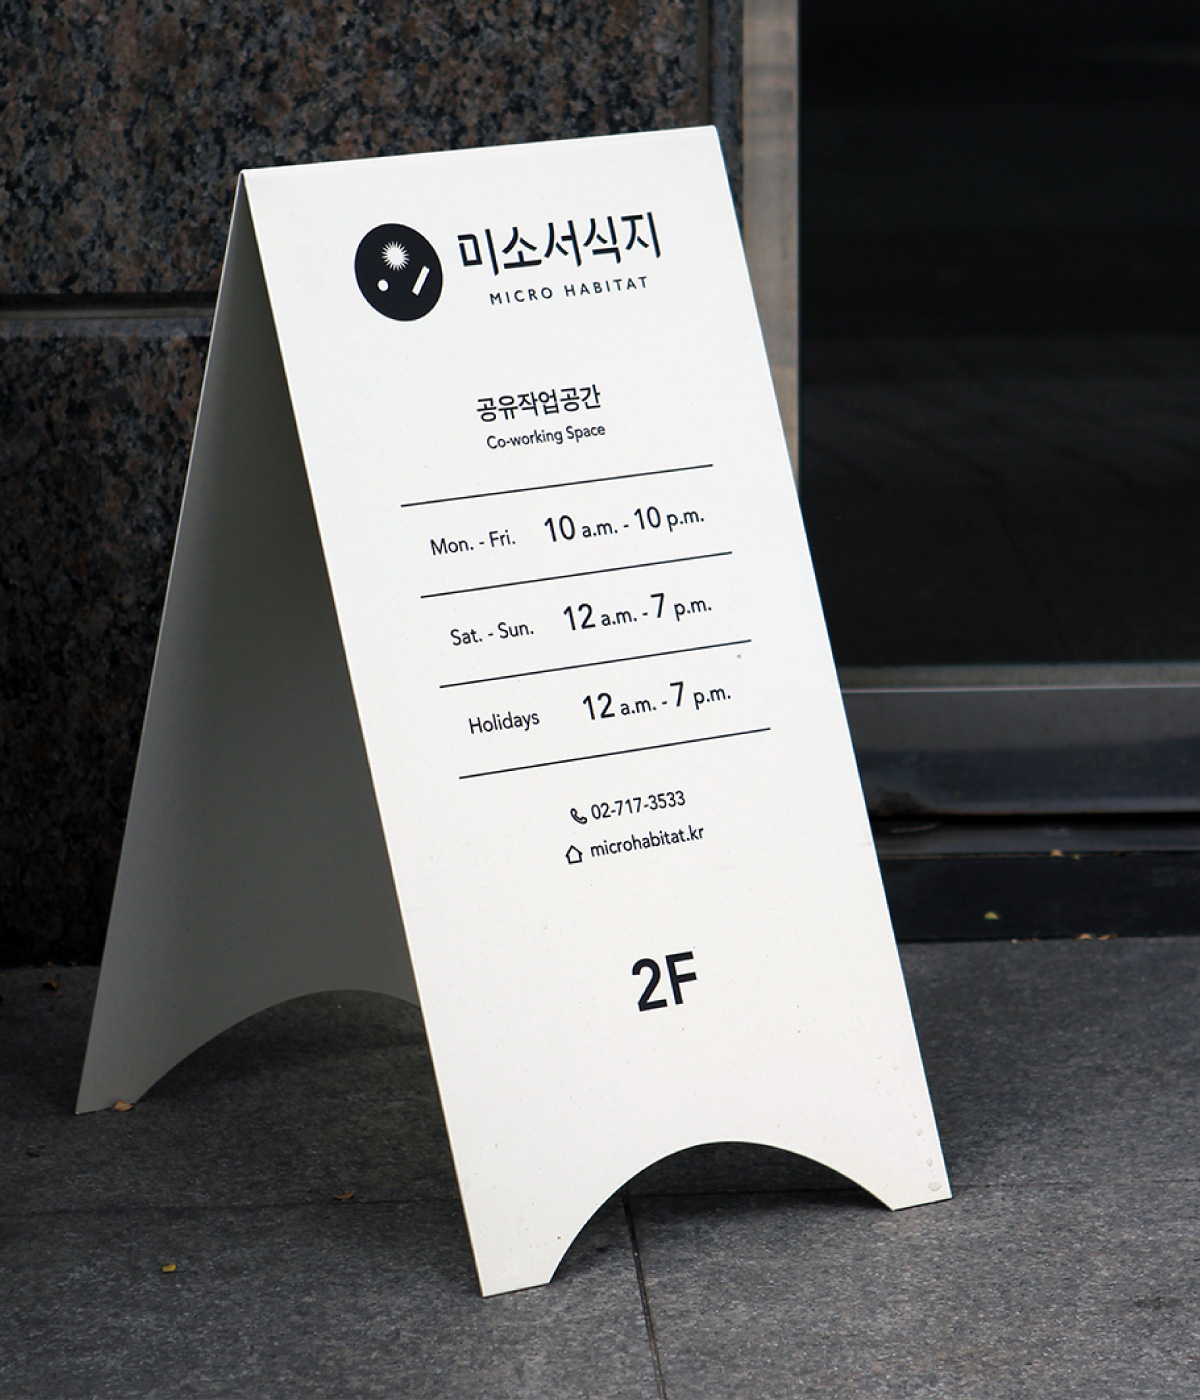 미소서식지
MICRO HABITAT
공유작업공간
Co-working Space
Mon. - Fri. 10 a.m. - 10 p.m.
Sat. - Sun. 12 a.m. - 7 p.m.
Holidays 12 a.m. - 7 p.m.
02-717-3533
microhabitat.kr
2F